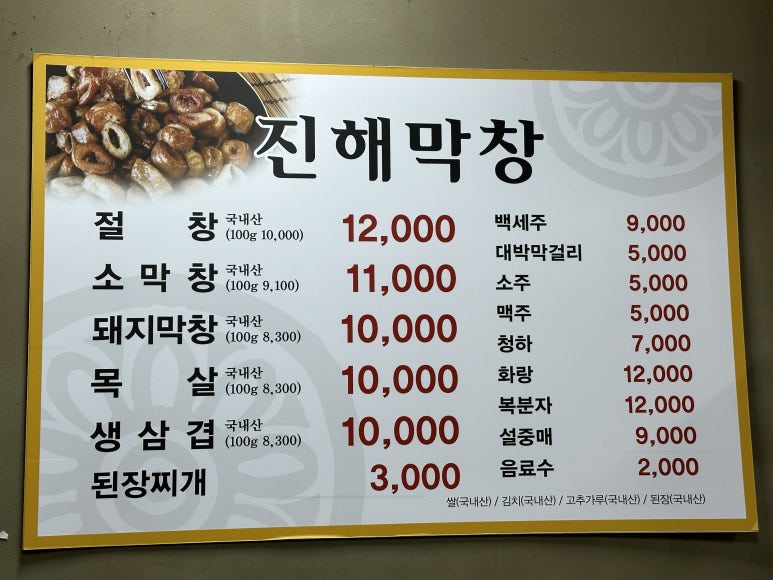 진해막창
절 창 국내산 (100g 10,000) 12,000
소 막 창 국내산 (100g 9,100) 11,000
돼지막창 국내산 (100g 8,300) 10,000
목 살 국내산 (100g 8,300) 10,000
생 삼 겹 국내산 (100g 8,300) 10,000
된장찌개 3,000
백세주 9,000
대박막걸리 5,000
소주 5,000
맥주 5,000
청하 7,000
화랑 12,000
복분자 12,000
설중매 9,000
음료수 2,000
쌀(국내산) / 김치(국내산) / 고추가루(국내산) / 된장(국내산)